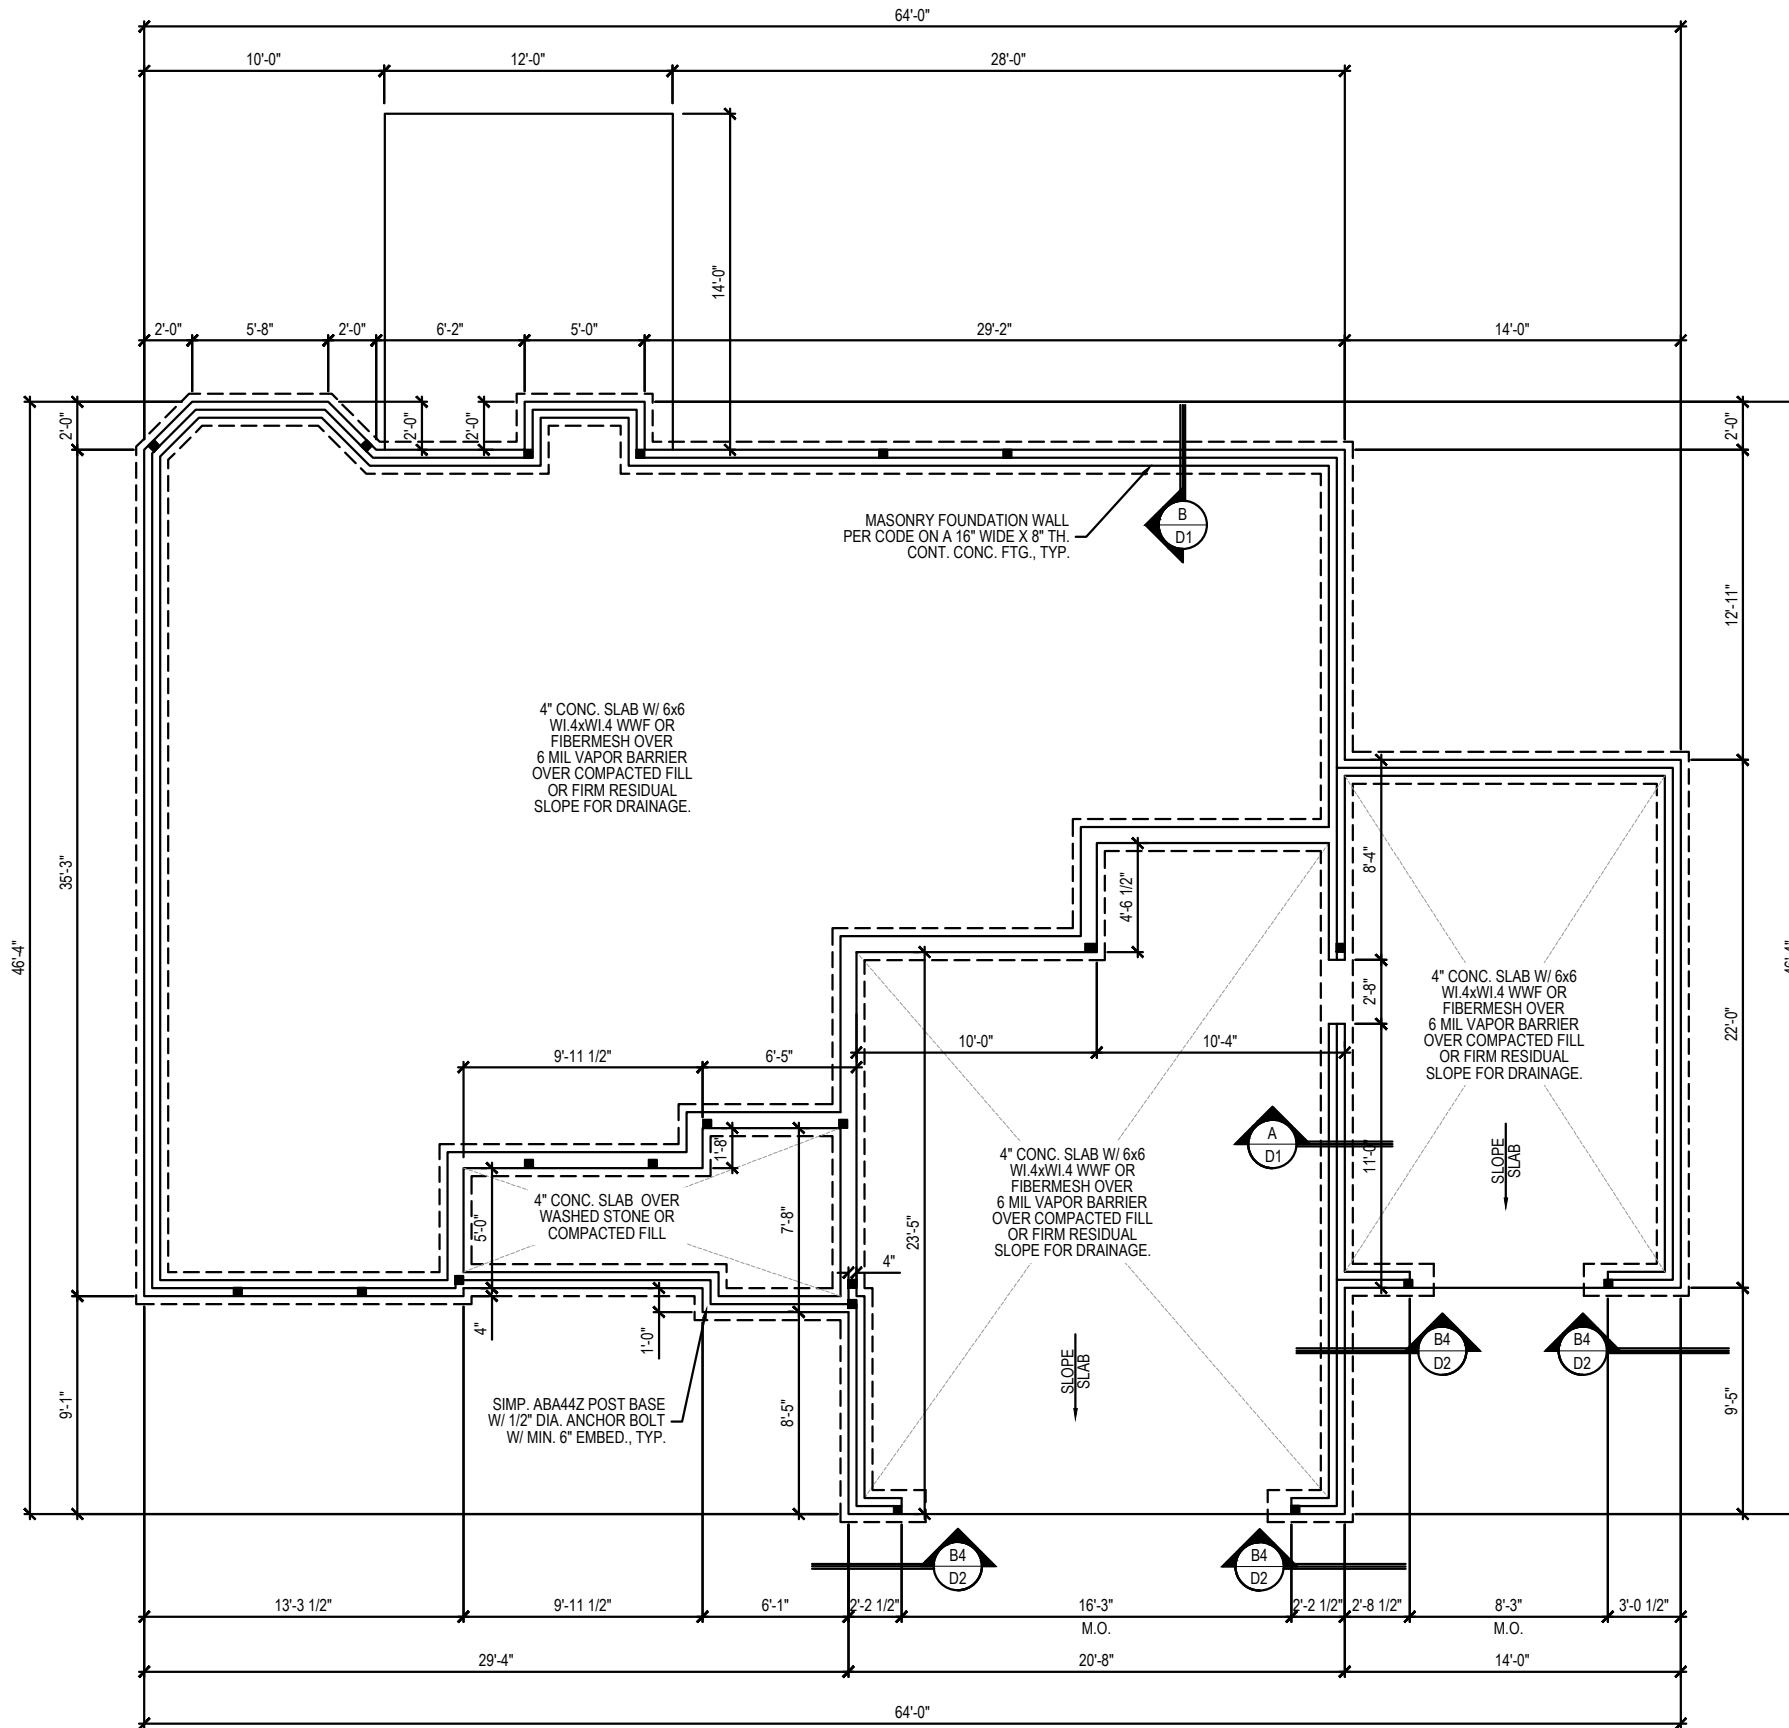 64'-0"
10'-0"
12'-0"
28'-0"
14'-0"
2'-0"
5'-8"
2'-0"
6'-2"
5'-0"
29'-2"
14'-0"
2'-0"
2'-0"
2'-0"
2'-0"
MASONRY FOUNDATION WALL
PER CODE ON A 16" WIDE X 8" TH.
CONT. CONC. FTG., TYP.
B
D1
12'-11"
4" CONC. SLAB W/ 6x6
WI.4xWI.4 WWF OR
FIBERMESH OVER
6 MIL VAPOR BARRIER
OVER COMPACTED FILL
OR FIRM RESIDUAL
SLOPE FOR DRAINAGE.
35'-3"
46'-4"
8'-4"
4'-6 1/2"
2'-8"
4" CONC. SLAB W/ 6x6
WI.4xWI.4 WWF OR
FIBERMESH OVER
6 MIL VAPOR BARRIER
OVER COMPACTED FILL
OR FIRM RESIDUAL
SLOPE FOR DRAINAGE.
22'-0"
10'-0"
10'-4"
9'-11 1/2"
6'-5"
1'-8"
A
D1
11'-0"
SLOPE
SLAB
4" CONC. SLAB W/ 6x6
WI.4xWI.4 WWF OR
FIBERMESH OVER
6 MIL VAPOR BARRIER
OVER COMPACTED FILL
OR FIRM RESIDUAL
SLOPE FOR DRAINAGE.
4" CONC. SLAB OVER
WASHED STONE OR
COMPACTED FILL
5'-0"
7'-8"
23'-5"
4"
4"
1'-0"
SLOPE
SLAB
B4
D2
B4
D2
9'-1"
SIMP. ABA44Z POST BASE
W/ 1/2" DIA. ANCHOR BOLT
W/ MIN. 6" EMBED., TYP.
8'-5"
9'-5"
B4
D2
B4
D2
13'-3 1/2"
9'-11 1/2"
6'-1"
2'-2 1/2"
16'-3"
M.O.
2'-2 1/2"
2'-8 1/2"
8'-3"
M.O.
3'-0 1/2"
29'-4"
20'-8"
14'-0"
64'-0"